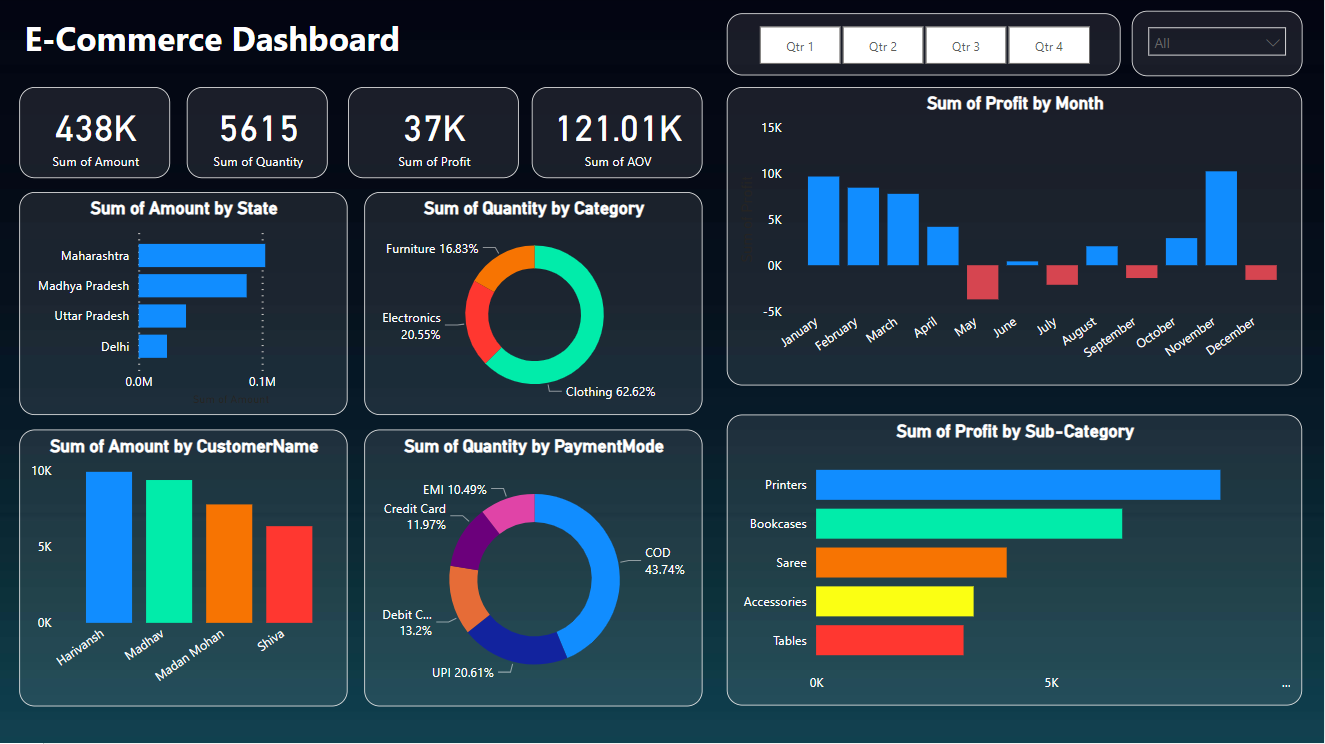 E-Commerce Dashboard
Qtr 1
Qtr 2
Qtr 3
Qtr 4
All
438K
Sum of Amount
5615
Sum of Quantity
37K
Sum of Profit
121.01K
Sum of AOV
Sum of Profit by Month
15K
10K
5K
0K
-5K
January
February
March
April
May
June
July
August
September
October
November
December
Sum of Amount by State
Maharashtra
Madhya Pradesh
Uttar Pradesh
Delhi
0.0M
0.1M
Sum of Quantity by Category
Furniture 16.83%
Electronics
20.55%
Clothing 62.62%
Sum of Amount by CustomerName
10K
5K
0K
Harivansh
Madhav
Madan Mohan
Shiva
Sum of Quantity by PaymentMode
EMI 10.49%
Credit Card
11.97%
COD
43.74%
Debit C...
13.2%
UPI 20.61%
Sum of Profit by Sub-Category
Printers
Bookcases
Saree
Accessories
Tables
0K
5K
...